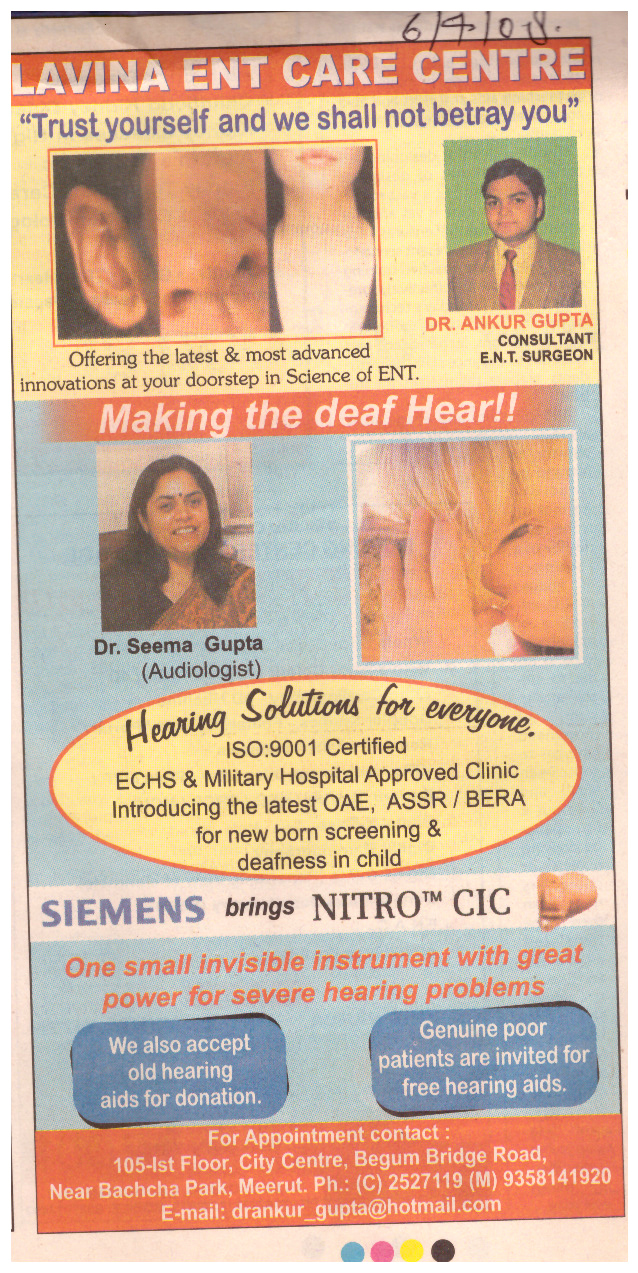 6/4/08.
LAVINA ENT CARE CENTRE
“Trust yourself and we shall not betray you”
DR. ANKUR GUPTA
CONSULTANT
E.N.T. SURGEON
Offering the latest & most advanced
innovations at your doorstep in Science of ENT.
Making the deaf Hear!!
Dr. Seema Gupta
(Audiologist)
Hearing Solutions for everyone.
ISO:9001 Certified
ECHS & Military Hospital Approved Clinic
Introducing the latest OAE, ASSR / BERA
for new born screening &
deafness in child
SIEMENS brings NITRO™ CIC
One small invisible instrument with great
power for severe hearing problems
We also accept
old hearing
aids for donation.
Genuine poor
patients are invited for
free hearing aids.
For Appointment contact :
105-Ist Floor, City Centre, Begum Bridge Road,
Near Bachcha Park, Meerut. Ph.: (C) 2527119 (M) 9358141920
E-mail: drankur_gupta@hotmail.com